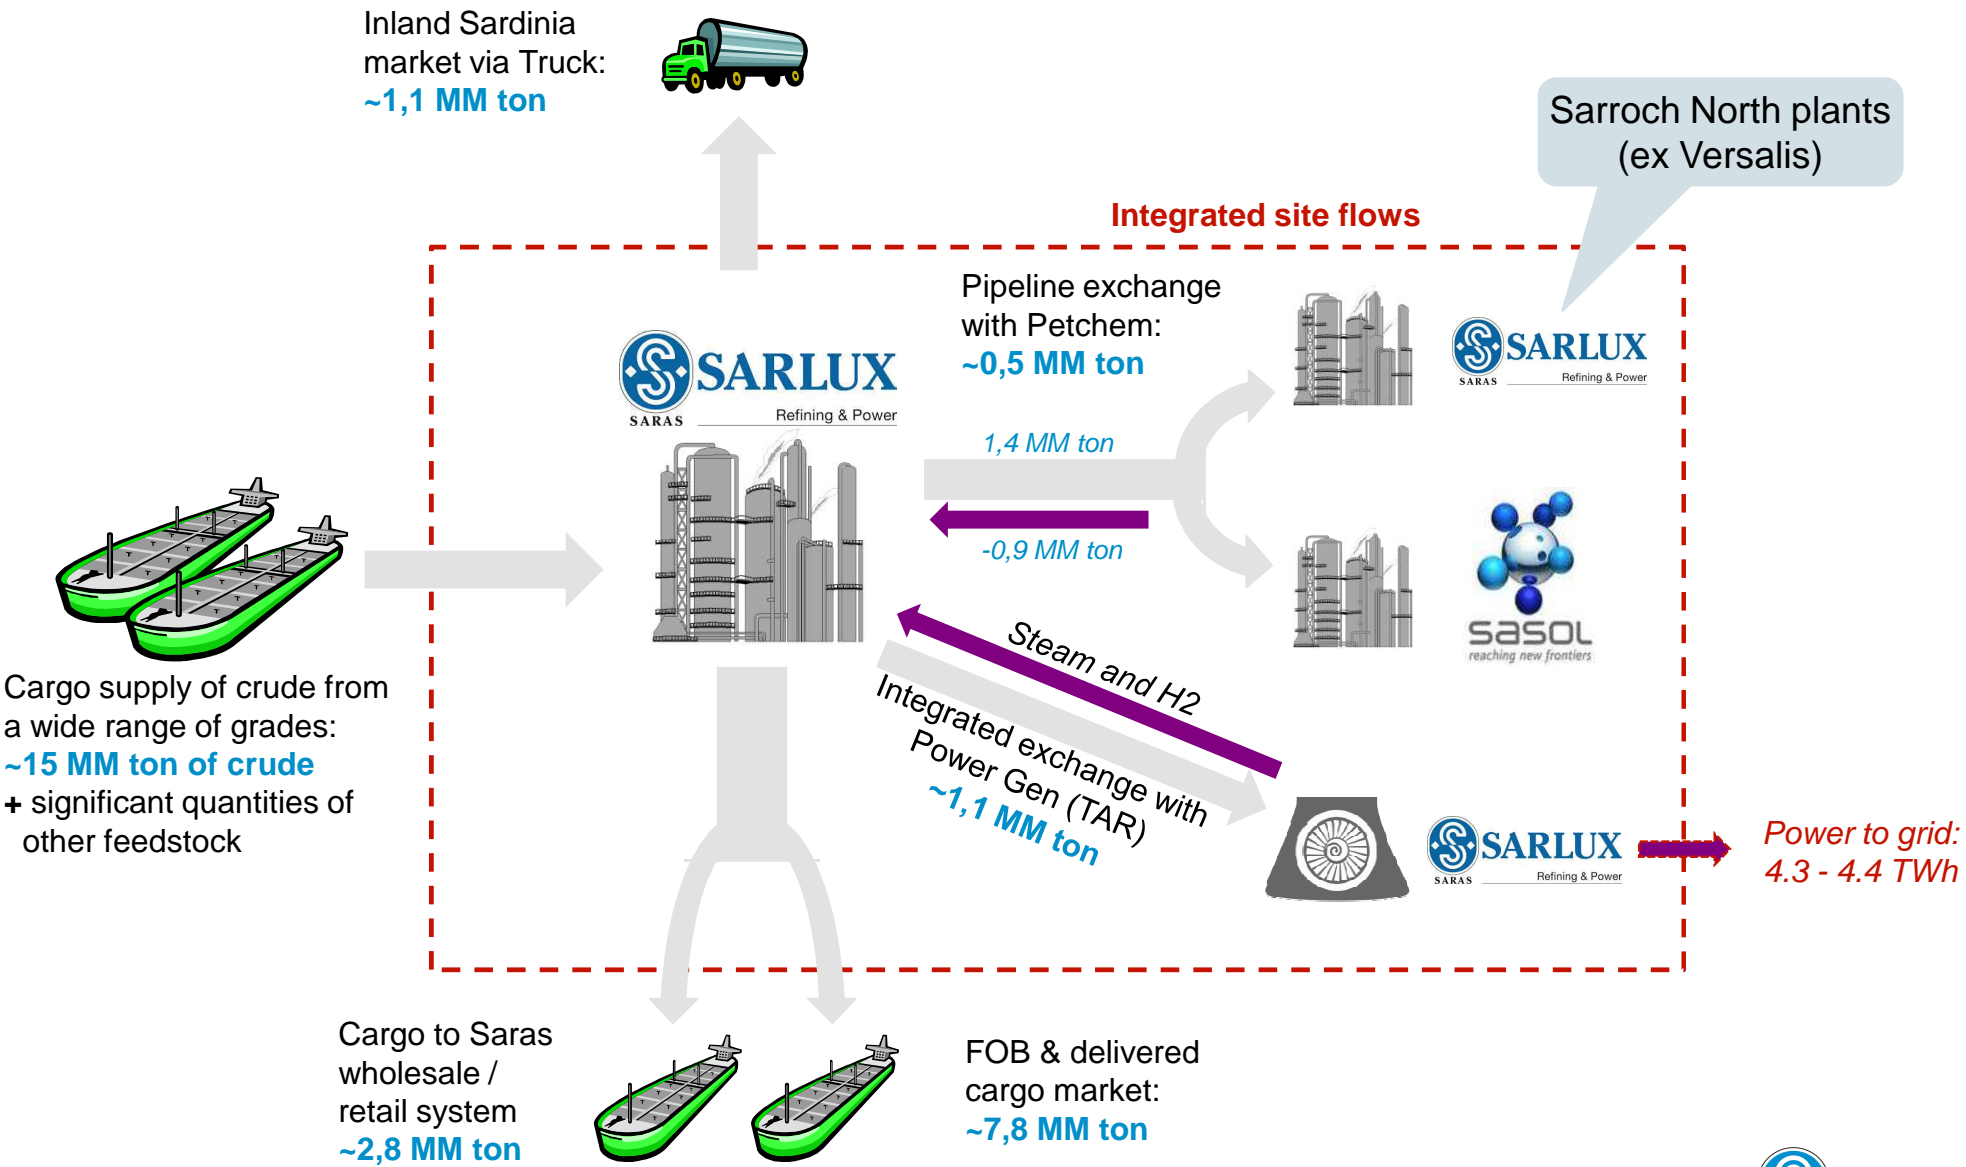 Inland Sardinia
market via Truck:
~1,1 MM ton
Sarroch North plants
(ex Versalis)
Integrated site flows
Pipeline exchange
with Petchem:
~0,5 MM ton
SARLUX
Refining & Power
SARAS
SARLUX
Refining & Power
SARAS
1,4 MM ton
-0,9 MM ton
sasol
reaching new frontiers
Cargo supply of crude from
a wide range of grades:
~15 MM ton of crude
+ significant quantities of
other feedstock
Steam and H2
Integrated exchange with
Power Gen (TAR)
~1,1 MM ton
SARLUX
Refining & Power
SARAS
Power to grid:
4.3 - 4.4 TWh
Cargo to Saras
wholesale /
retail system
~2,8 MM ton
FOB & delivered
cargo market:
~7,8 MM ton